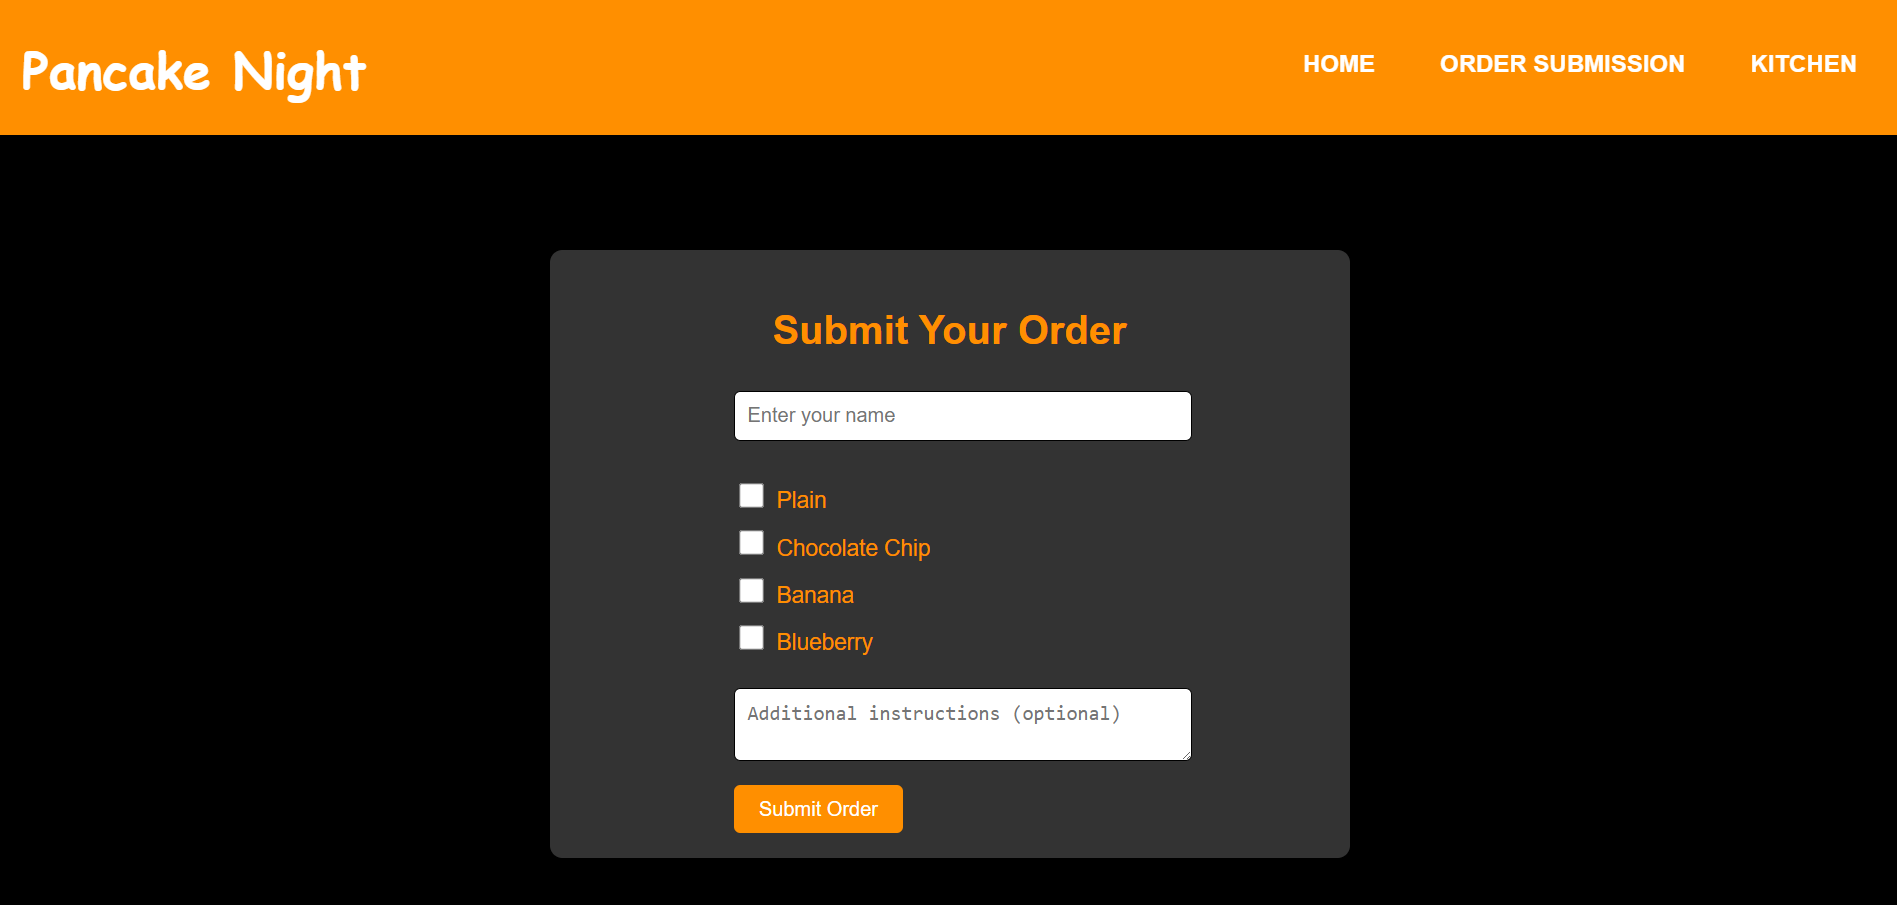 Pancake Night
HOME ORDER SUBMISSION KITCHEN
Submit Your Order
Enter your name
Plain
Chocolate Chip
Banana
Blueberry
Additional instructions (optional)
Submit Order